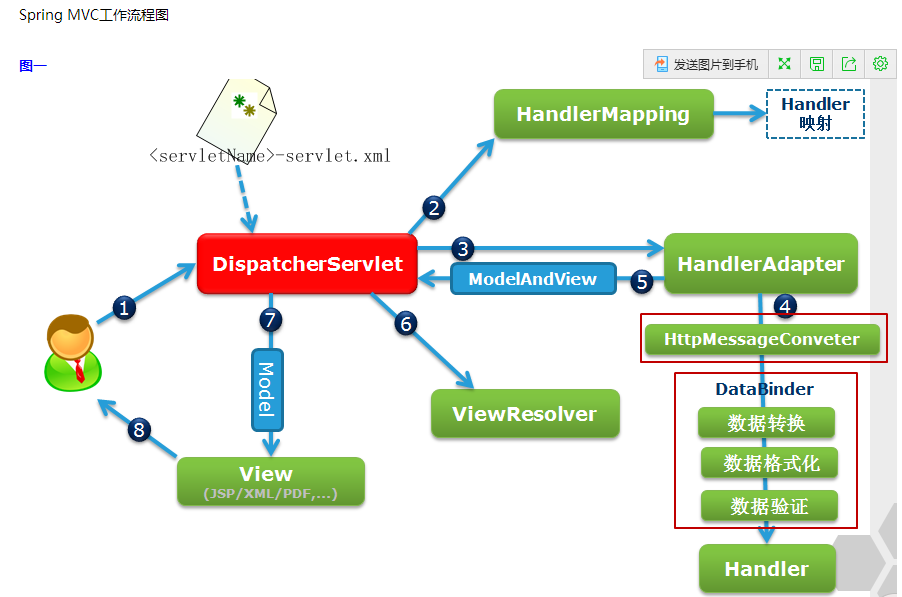 Spring MVC工作流程图
图一
发送图片到手机
<servletName>-servlet.xml
HandlerMapping
Handler
映射
2
DispatcherServlet
3
HandlerAdapter
ModelAndView
5
1
7
6
4
HttpMessageConveter
Model
DataBinder
ViewResolver
数据转换
8
数据格式化
View
(JSP/XML/PDF,...)
数据验证
Handler